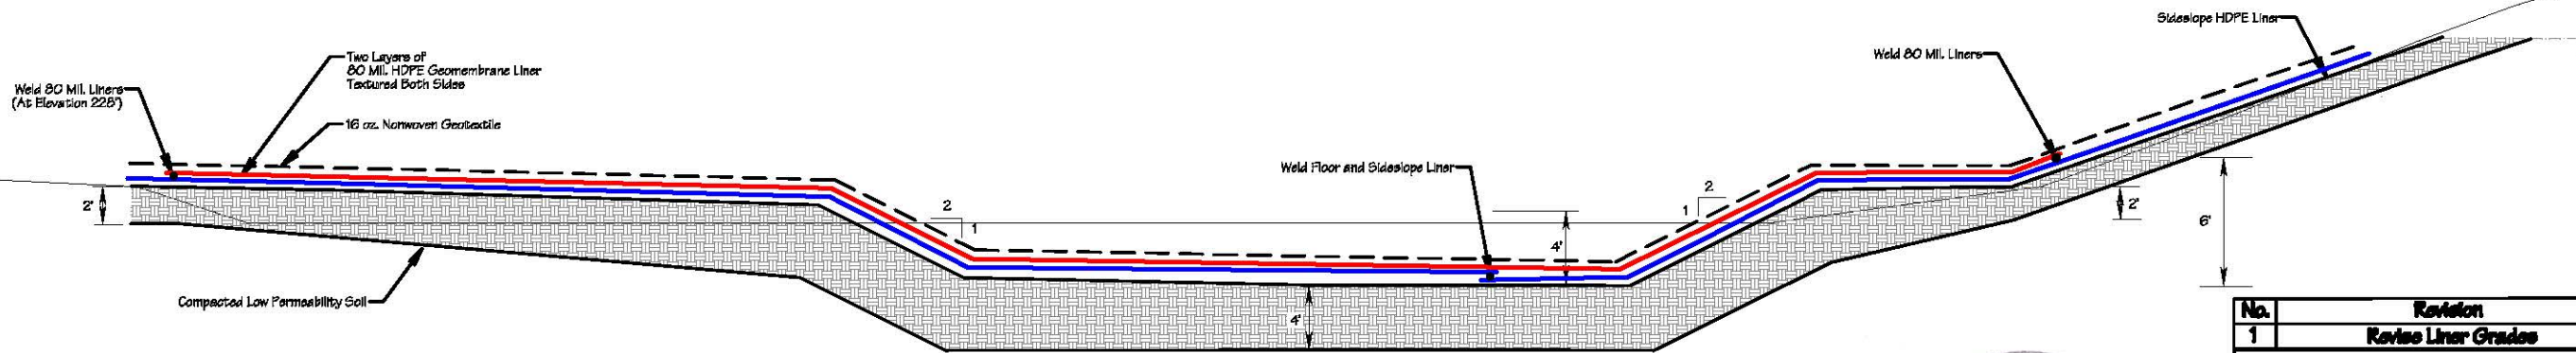 Sideslope HDPE Liner
Two Layers of
80 Mil. HDPE Geomembrane Liner
Textured Both Sides
Weld 80 Mil. Liners
Weld 80 Mil. Liners
(At Elevation 228')
16 oz. Nonwoven Geotextile
Weld Floor and Sideslope Liner
2
1
2
1
2'
2'
6'
4'
4'
Compacted Low Permeability Soil
No. Revision
1 Revise Liner Grades